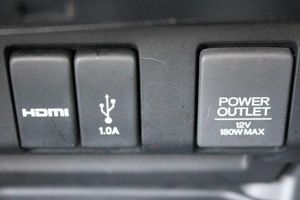 HDMI
1.0A
POWER
OUTLET
12V
180W MAX